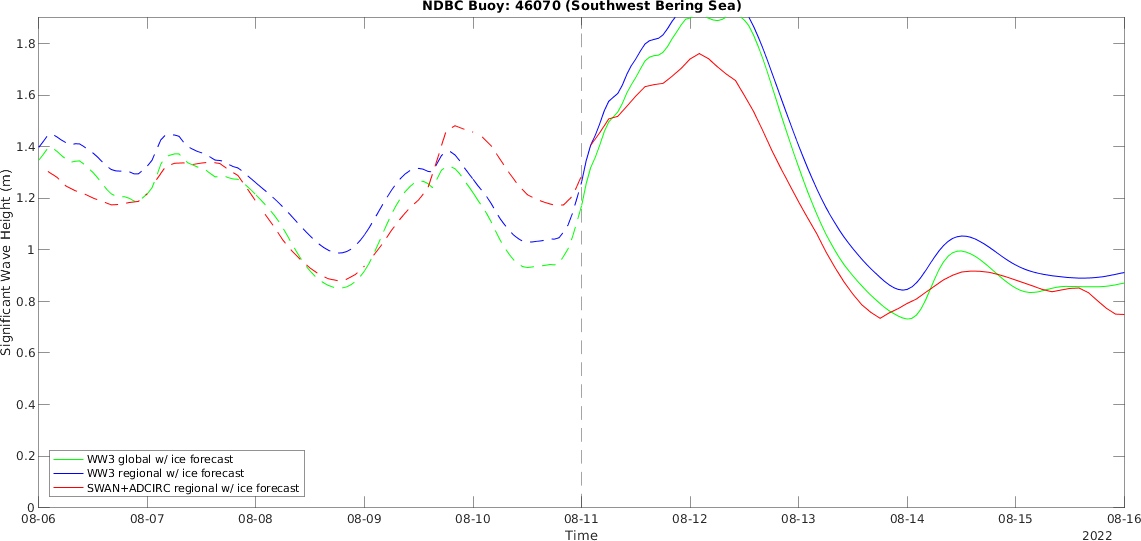 NDBC Buoy: 46070 (Southwest Bering Sea)
Significant Wave Height (m)
1.8
1.6
1.4
1.2
1
0.8
0.6
0.4
0.2
0
WW3 global w/ ice forecast
WW3 regional w/ ice forecast
SWAN+ADCIRC regional w/ ice forecast
08-06 08-07 08-08 08-09 08-10 08-11 08-12 08-13 08-14 08-15 08-16
Time
2022